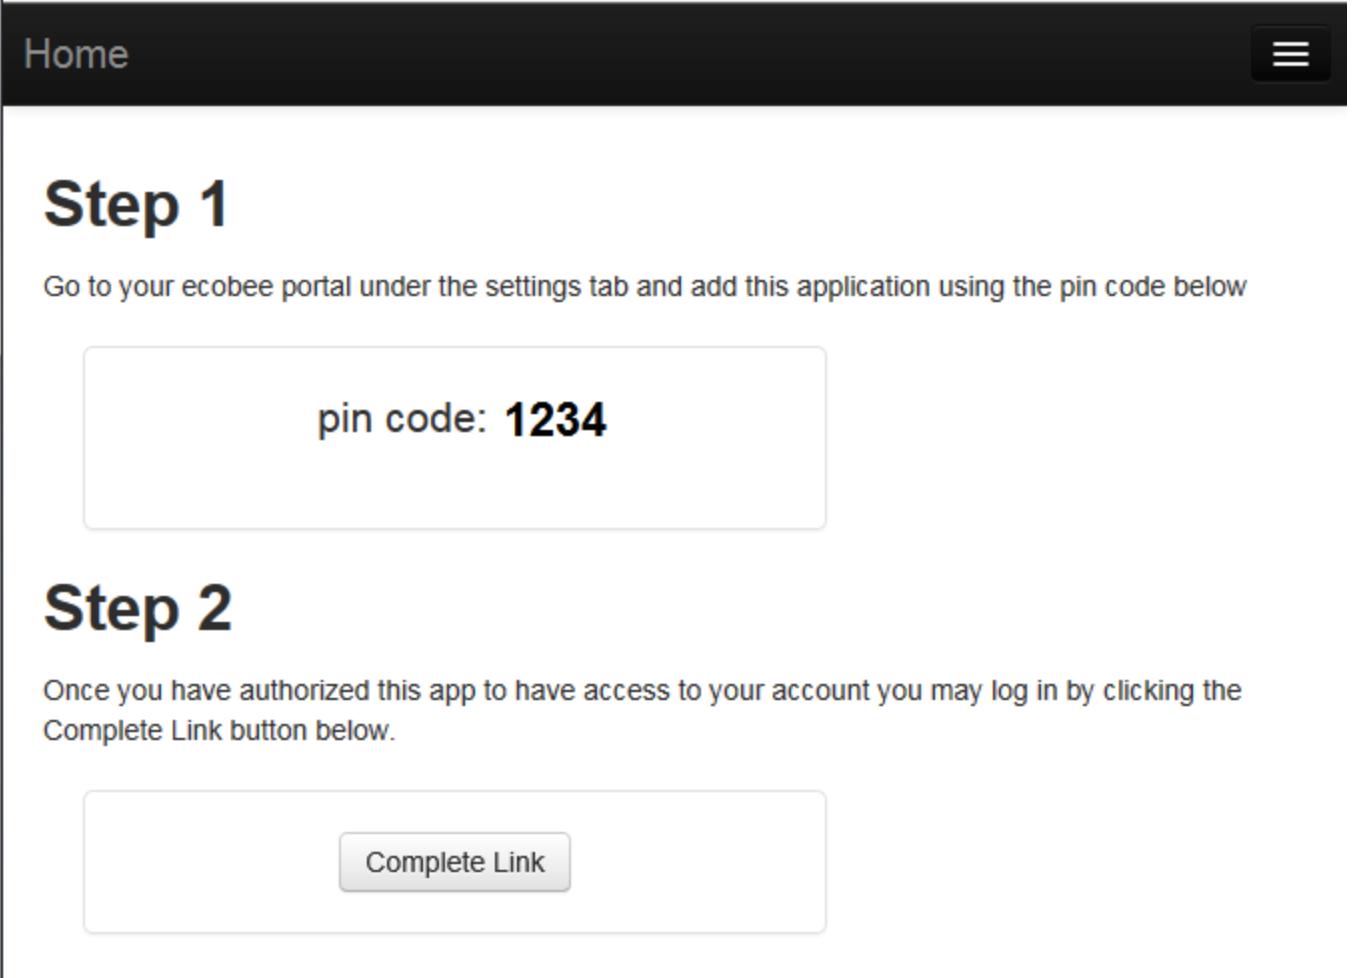 Home
Step 1
Go to your ecobee portal under the settings tab and add this application using the pin code below
pin code: 1234
Step 2
Once you have authorized this app to have access to your account you may log in by clicking the
Complete Link button below.
Complete Link